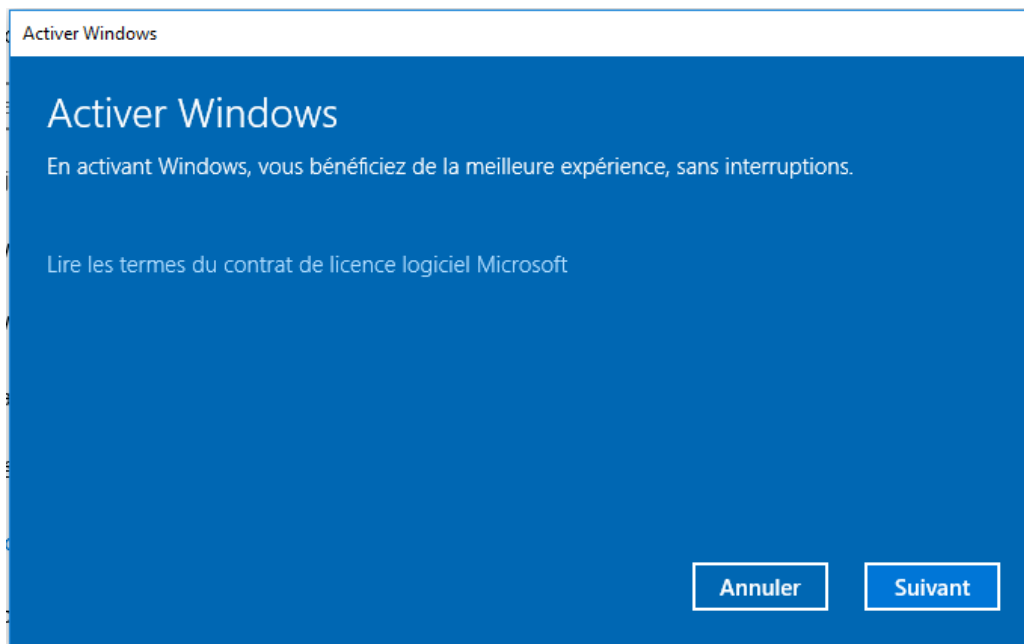 Activer Windows
Activer Windows
En activant Windows, vous bénéficiez de la meilleure expérience, sans interruptions.
Lire les termes du contrat de licence logiciel Microsoft
Annuler
Suivant